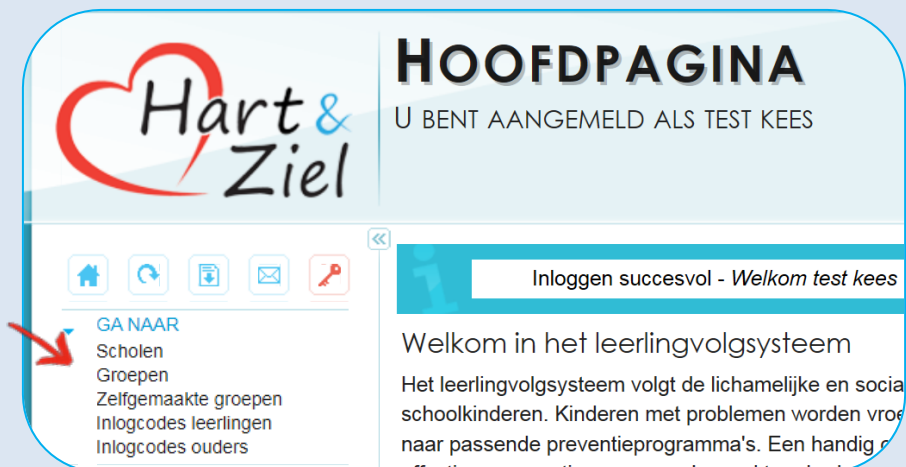 Hart &
Ziel
HOOFDPAGINA
U BENT AANGEMELD ALS TEST KEES
Inloggen succesvol - Welkom test kees
GA NAAR
Scholen
Groepen
Zelfgemaakte groepen
Inlogcodes leerlingen
Inlogcodes ouders
Welkom in het leerlingvolgsysteem
Het leerlingvolgsysteem volgt de lichamelijke en
schoolkinderen. Kinderen met problemen worden
naar passende preventieprogramma's. Een handig